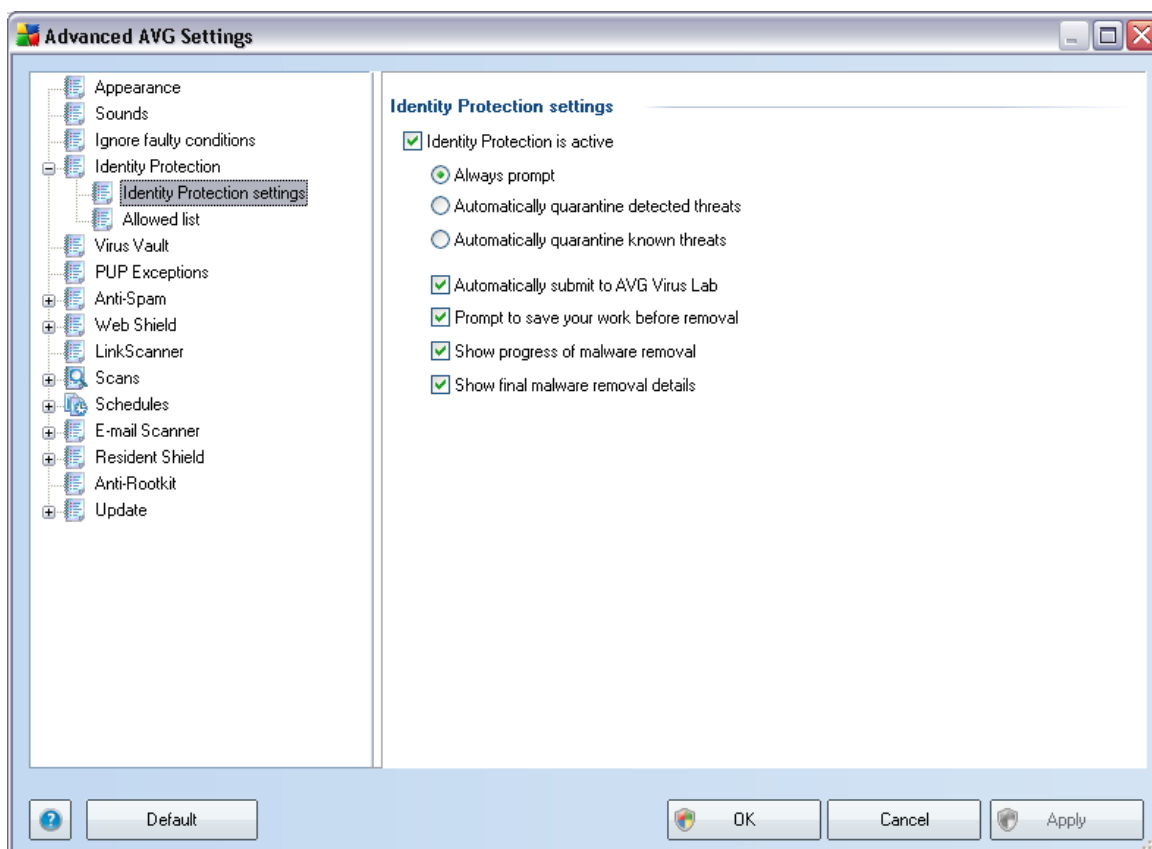 Advanced AVG Settings
Appearance
Sounds
Ignore faulty conditions
Identity Protection
Identity Protection settings
Allowed list
Virus Vault
PUP Exceptions
Anti-Spam
Web Shield
LinkScanner
Scans
Schedules
E-mail Scanner
Resident Shield
Anti-Rootkit
Update
Identity Protection settings
Identity Protection is active
Always prompt
Automatically quarantine detected threats
Automatically quarantine known threats
Automatically submit to AVG Virus Lab
Prompt to save your work before removal
Show progress of malware removal
Show final malware removal details
? Default OK Cancel Apply